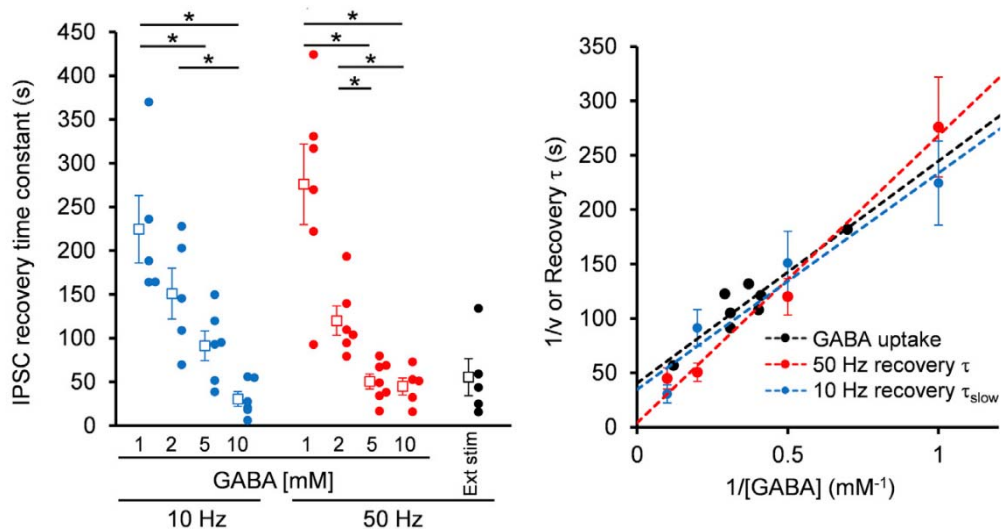 IPSC recovery time constant (s)
450
400
350
300
250
200
150
100
50
0
* * *
* * * *
1 2 5 10 1 2 5 10
Ext stim
GABA [mM]
10 Hz 50 Hz
1/v or Recovery τ (s)
350
300
250
200
150
100
50
0
GABA uptake
50 Hz recovery τ
10 Hz recovery τslow
0 0.5 1
1/[GABA] (mM-1)